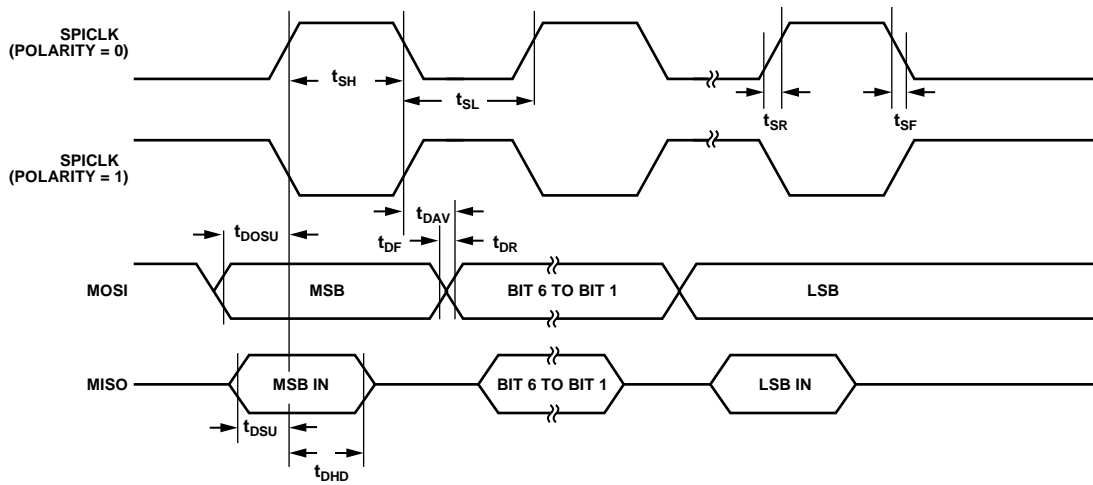 SPICLK
(POLARITY = 0)
tSH
tSL
tSR
tSF
SPICLK
(POLARITY = 1)
tDAV
tDOSU
tDF
tDR
MOSI
MSB
BIT 6 TO BIT 1
LSB
MISO
MSB IN
BIT 6 TO BIT 1
LSB IN
tDSU
tDHD